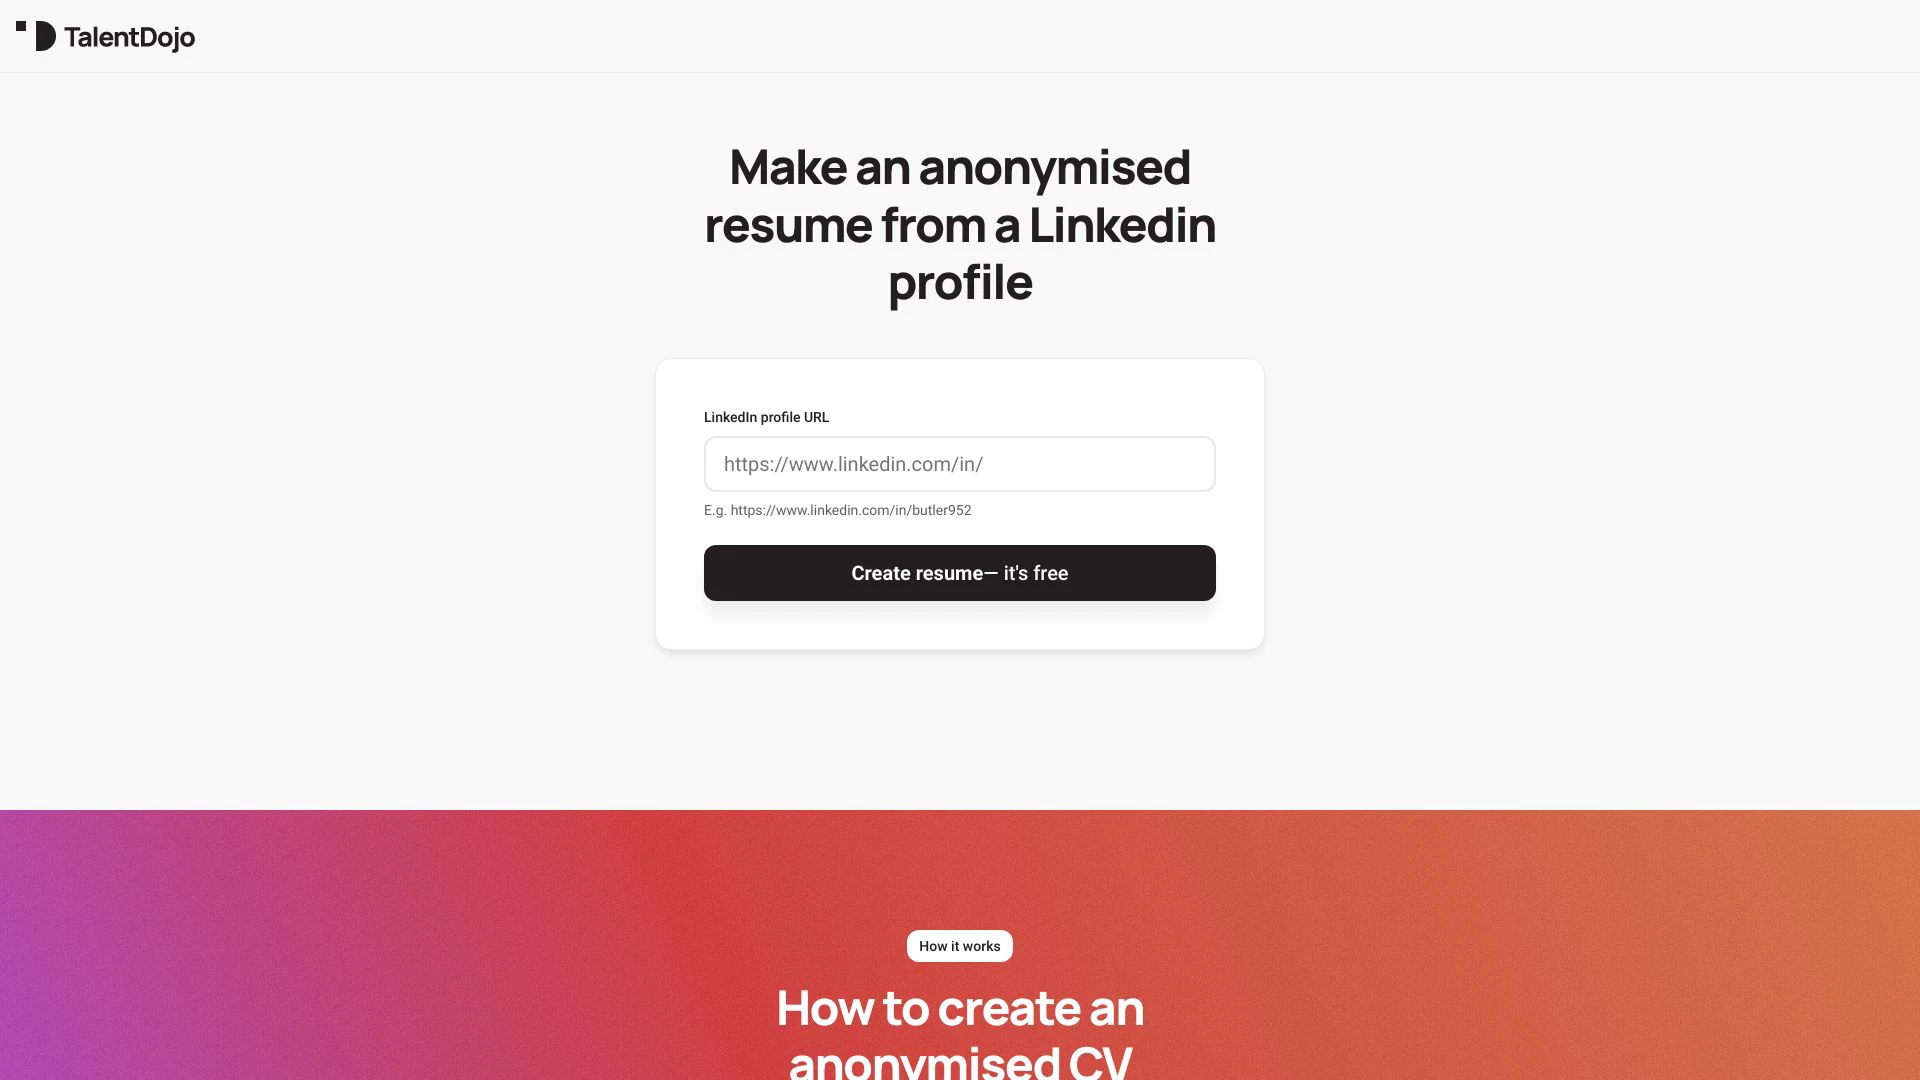 TalentDojo
Make an anonymised
resume from a Linkedin
profile
LinkedIn profile URL
https://www.linkedin.com/in/
E.g. https://www.linkedin.com/in/butler952
Create resume— it's free
How it works
How to create an
anonymised CV